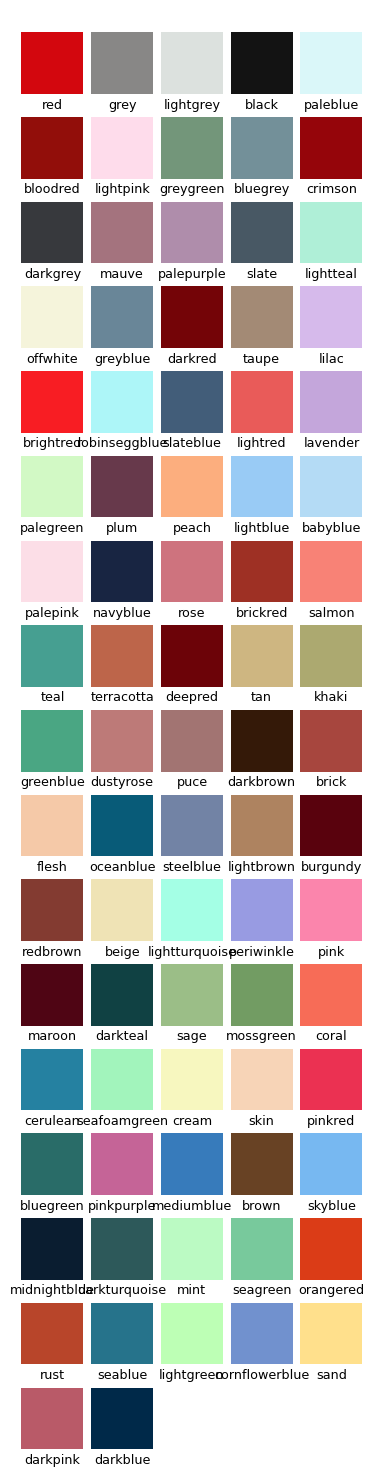 red grey lightgrey black paleblue
bloodred lightpink greygreen bluegrey crimson
darkgrey mauve palepurple slate lightteal
offwhite greyblue darkred taupe lilac
brightred robinseggblue slateblue lightred lavender
palegreen plum peach lightblue babyblue
palepink navyblue rose brickred salmon
teal terracotta deepred tan khaki
greenblue dustyrose puce darkbrown brick
flesh oceanblue steelblue lightbrown burgundy
redbrown beige lightturquoise periwinkle pink
maroon darkteal sage mossgreen coral
cerulean seafoamgreen cream skin pinkred
bluegreen pinkpurple mediumblue brown skyblue
midnightblue darkturquoise mint seagreen orangered
rust seablue lightgreen cornflowerblue sand
darkpink darkblue